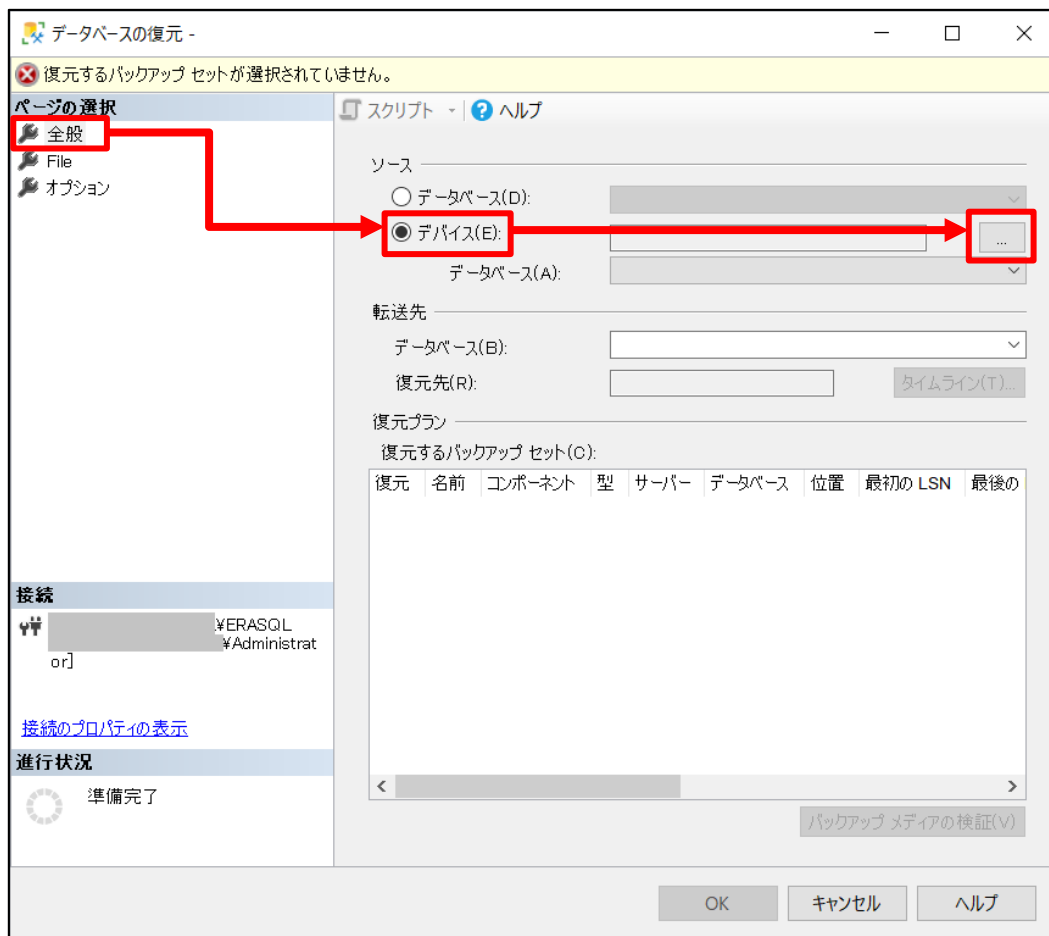 データベースの復元 -
復元するバックアップ セットが選択されていません。
ページの選択
全般
File
オプション
スクリプト
ヘルプ
ソース
データベース(D):
デバイス(E):
...
データベース(A):
転送先
データベース(B):
復元先(R):
タイムライン(T)...
復元プラン
復元するバックアップ セット(C):
復元 名前 コンポーネント 型 サーバー データベース 位置 最初の LSN 最後の
接続
¥ERASQL
¥Administrat
or]
接続のプロパティの表示
進行状況
準備完了
バックアップ メディアの検証(V)
OK キャンセル ヘルプ